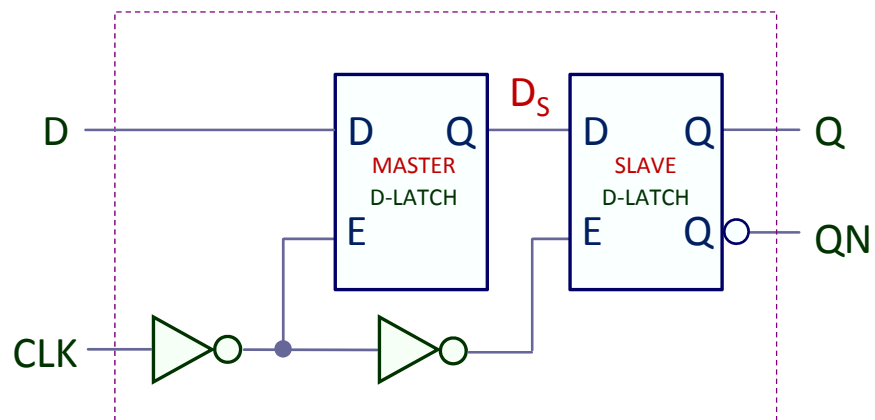 D
D Q
MASTER
D-LATCH
E
D_S
D Q
SLAVE
D-LATCH
E Q
Q
QN
CLK